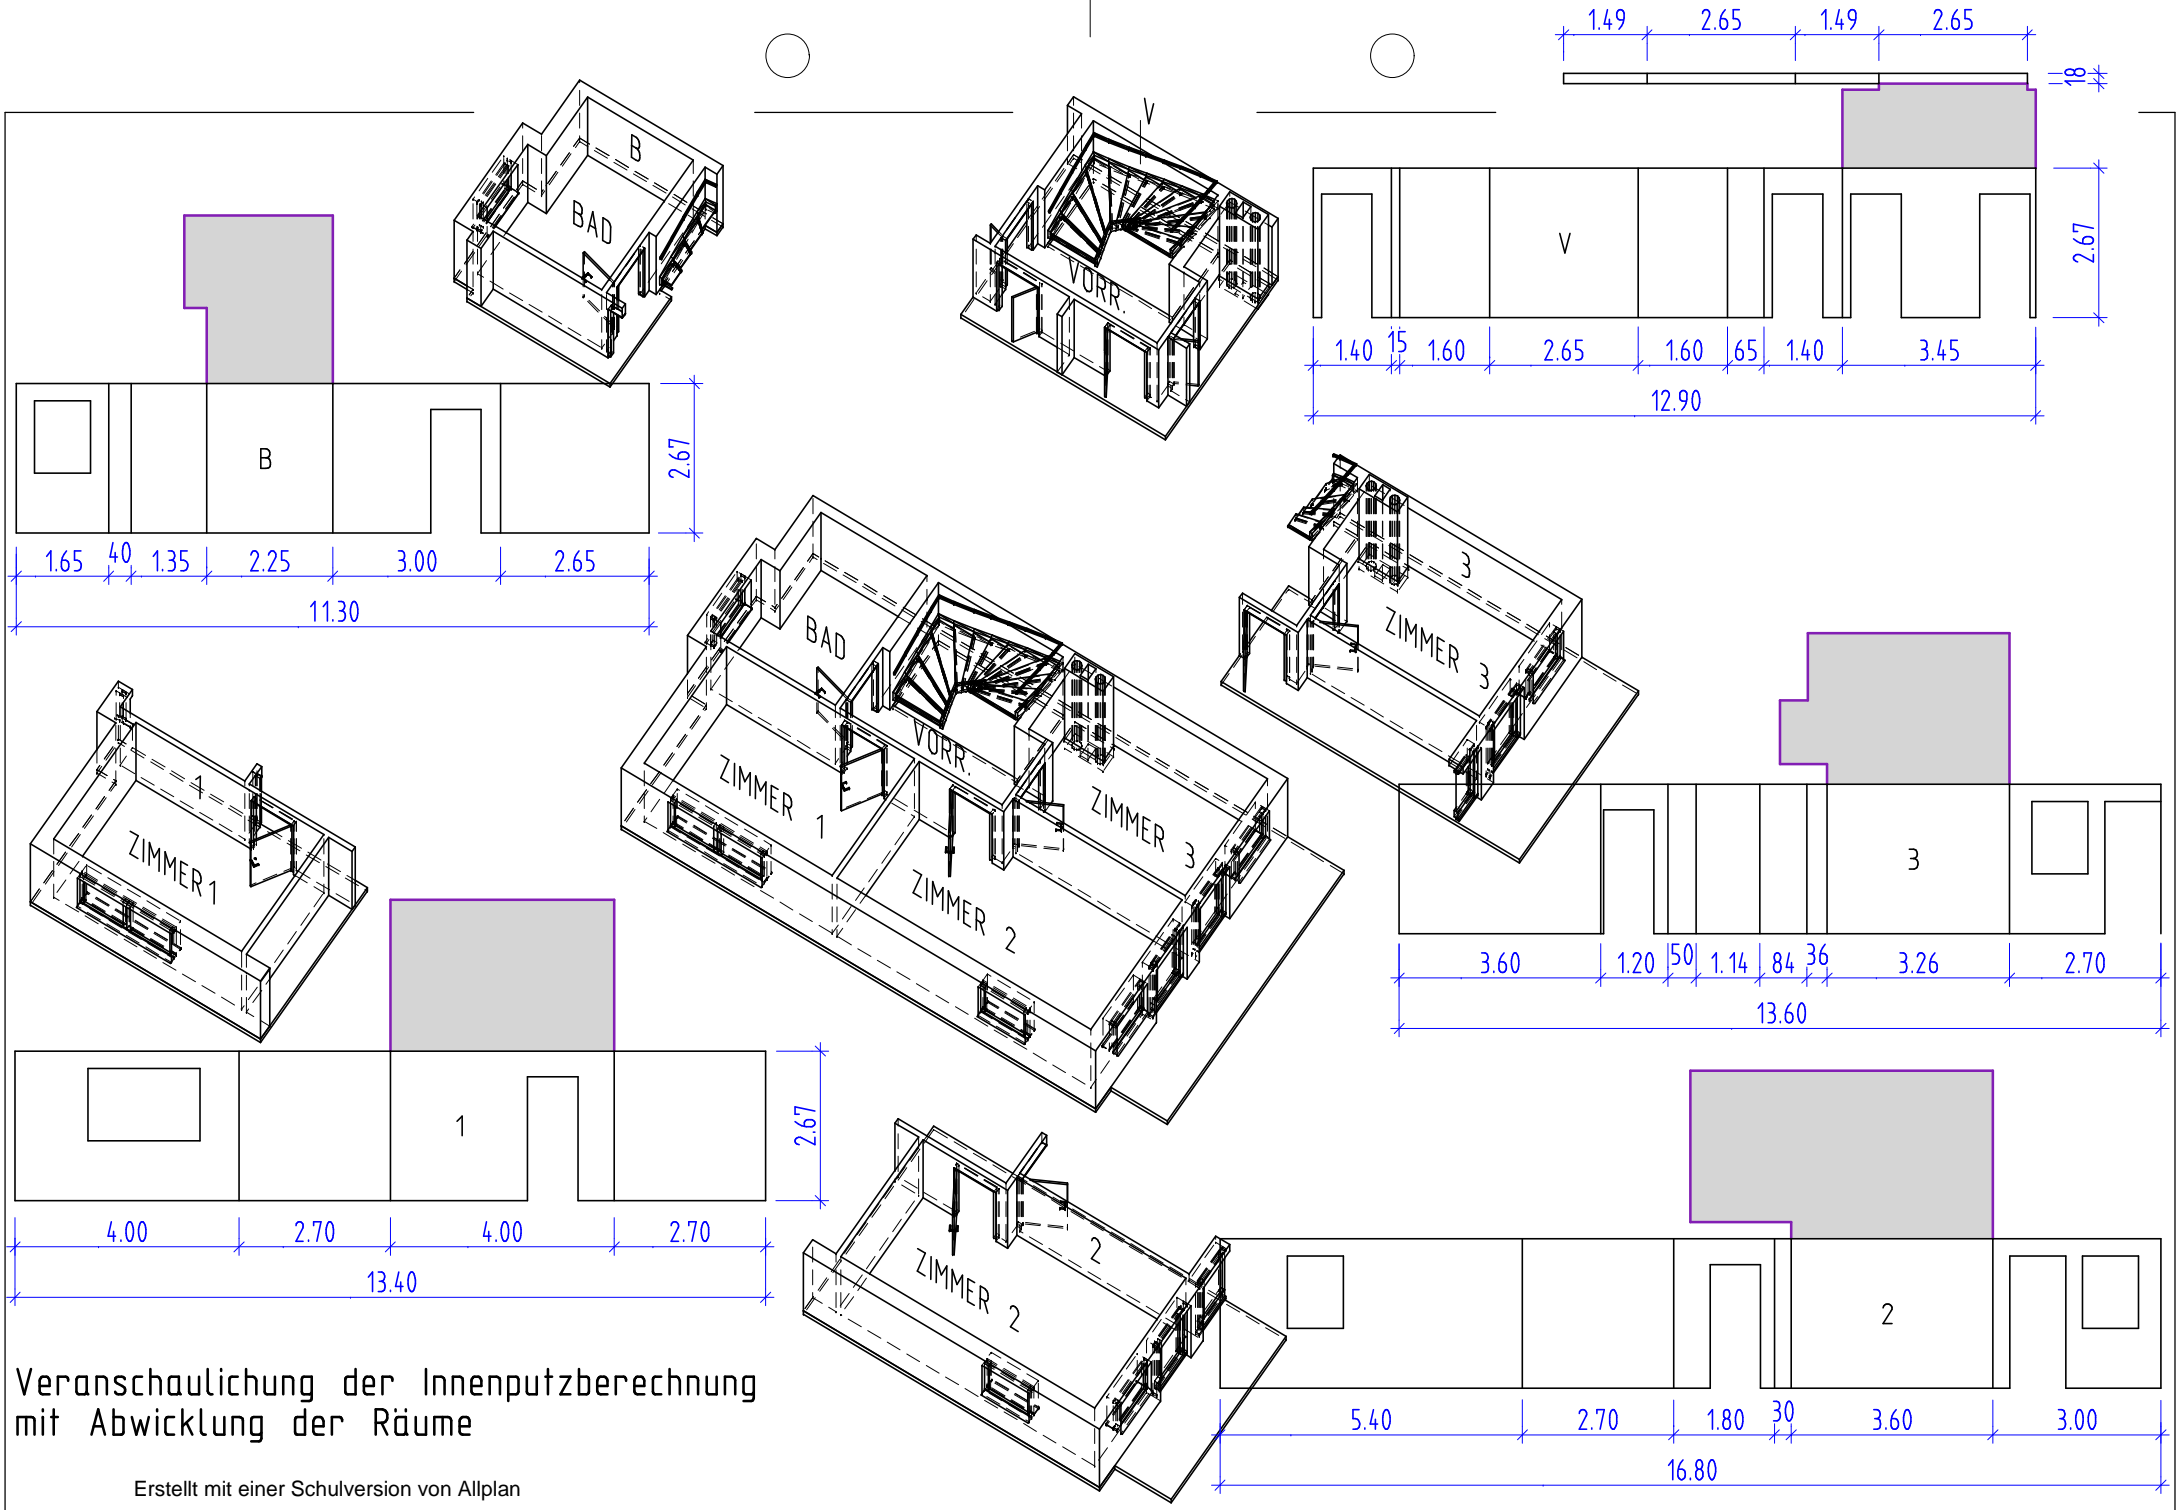 1.49 2.65 1.49 2.65
18
V
B
BAD
VORR.
V
2.67
1.40 15 1.60 2.65 1.60 65 1.40 3.45
12.90
B
2.67
1.65 40 1.35 2.25 3.00 2.65
11.30
3
ZIMMER 3
BAD
VORR.
ZIMMER 1
ZIMMER 2
ZIMMER 3
1
ZIMMER 1
3
3.60 1.20 50 1.14 84 36 3.26 2.70
13.60
1
2.67
4.00 2.70 4.00 2.70
13.40
2
ZIMMER 2
2
5.40 2.70 1.80 30 3.60 3.00
16.80
Veranschaulichung der Innenputzberechnung
mit Abwicklung der Räume
Erstellt mit einer Schulversion von Allplan